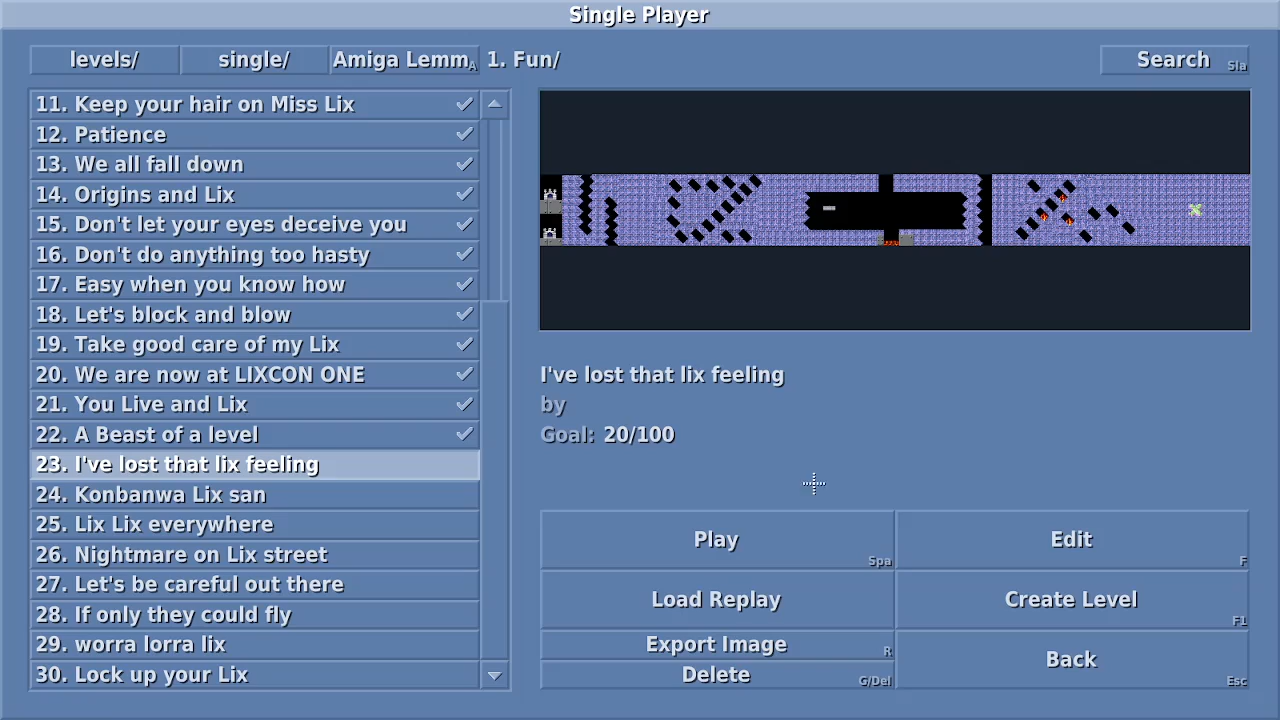 Single Player
levels/ single/ Amiga Lemm A 1. Fun/ Search Sla
11. Keep your hair on Miss Lix
12. Patience
13. We all fall down
14. Origins and Lix
15. Don't let your eyes deceive you
16. Don't do anything too hasty
17. Easy when you know how
18. Let's block and blow
19. Take good care of my Lix
20. We are now at LIXCON ONE
21. You Live and Lix
22. A Beast of a level
23. I've lost that lix feeling
24. Konbanwa Lix san
25. Lix Lix everywhere
26. Nightmare on Lix street
27. Let's be careful out there
28. If only they could fly
29. worra lorra lix
30. Lock up your Lix
I've lost that lix feeling
by
Goal: 20/100
Play Spa
Edit F
Load Replay
Create Level F1
Export Image R
Delete G/Del
Back Esc